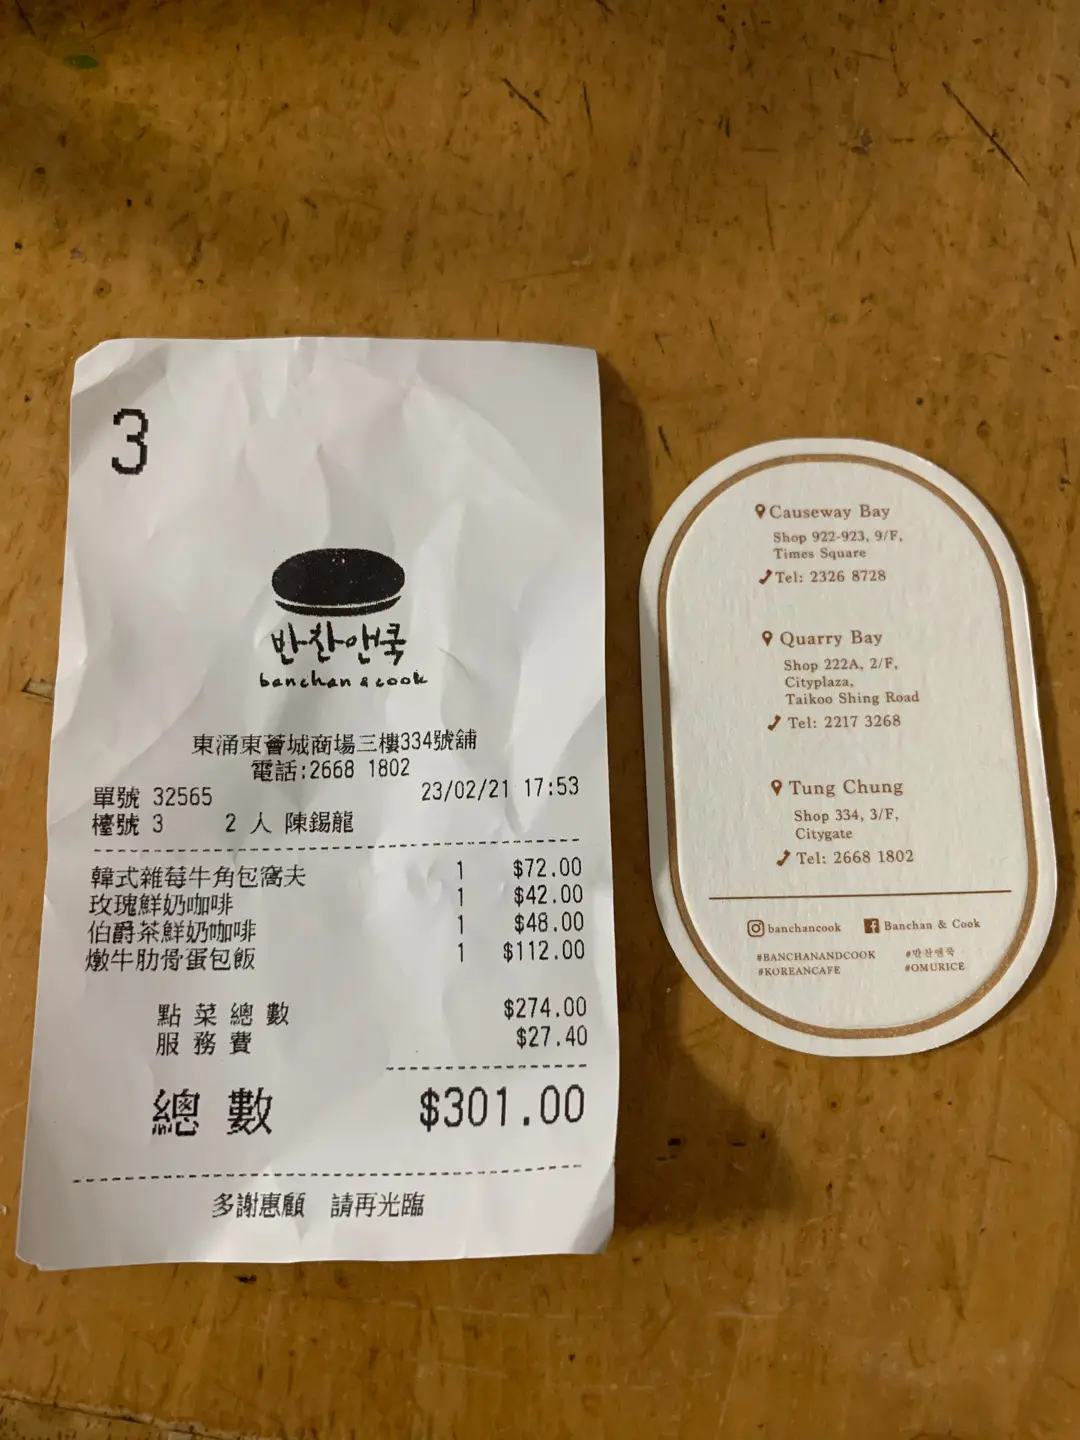 3
반찬앤쿡
banchan & cook
東涌東薈城商場三樓334號舖
電話:2668 1802
單號 32565 23/02/21 17:53
檯號 3 2 人 陳錫龍
韓式雜莓牛角包窩夫 1 $72.00
玫瑰鮮奶咖啡 1 $42.00
伯爵茶鮮奶咖啡 1 $48.00
燉牛肋骨蛋包飯 1 $112.00
點菜總數 $274.00
服務費 $27.40
總數 $301.00
多謝惠顧 請再光臨
Causeway Bay
Shop 922-923, 9/F,
Times Square
Tel: 2326 8728
Quarry Bay
Shop 222A, 2/F,
Cityplaza,
Taikoo Shing Road
Tel: 2217 3268
Tung Chung
Shop 334, 3/F,
Citygate
Tel: 2668 1802
banchancook Banchan & Cook
#BANCHANANDCOOK #반찬앤쿡
#KOREANCAFE #OMURICE